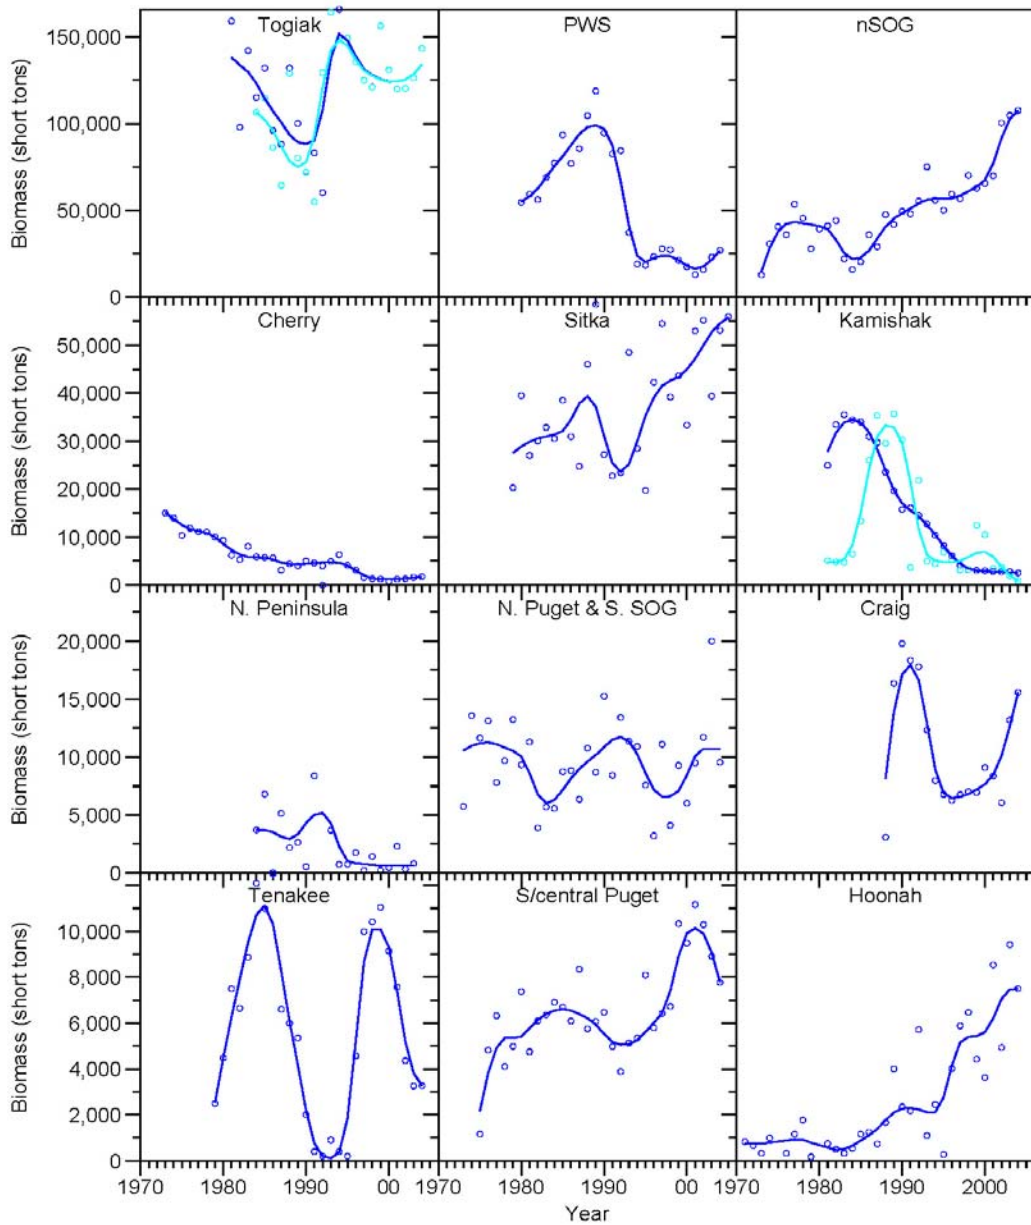 Togiak PWS nSOG
150,000
100,000
50,000
0
Biomass (short tons)
Cherry Sitka Kamishak
50,000
40,000
30,000
20,000
10,000
0
Biomass (short tons)
N. Peninsula N. Puget & S. SOG Craig
20,000
15,000
10,000
5,000
0
Biomass (short tons)
Tenakee S/central Puget Hoonah
10,000
8,000
6,000
4,000
2,000
0
Biomass (short tons)
1970 1980 1990 00 1970 1980 1990 00 1970 1980 1990 2000
Year